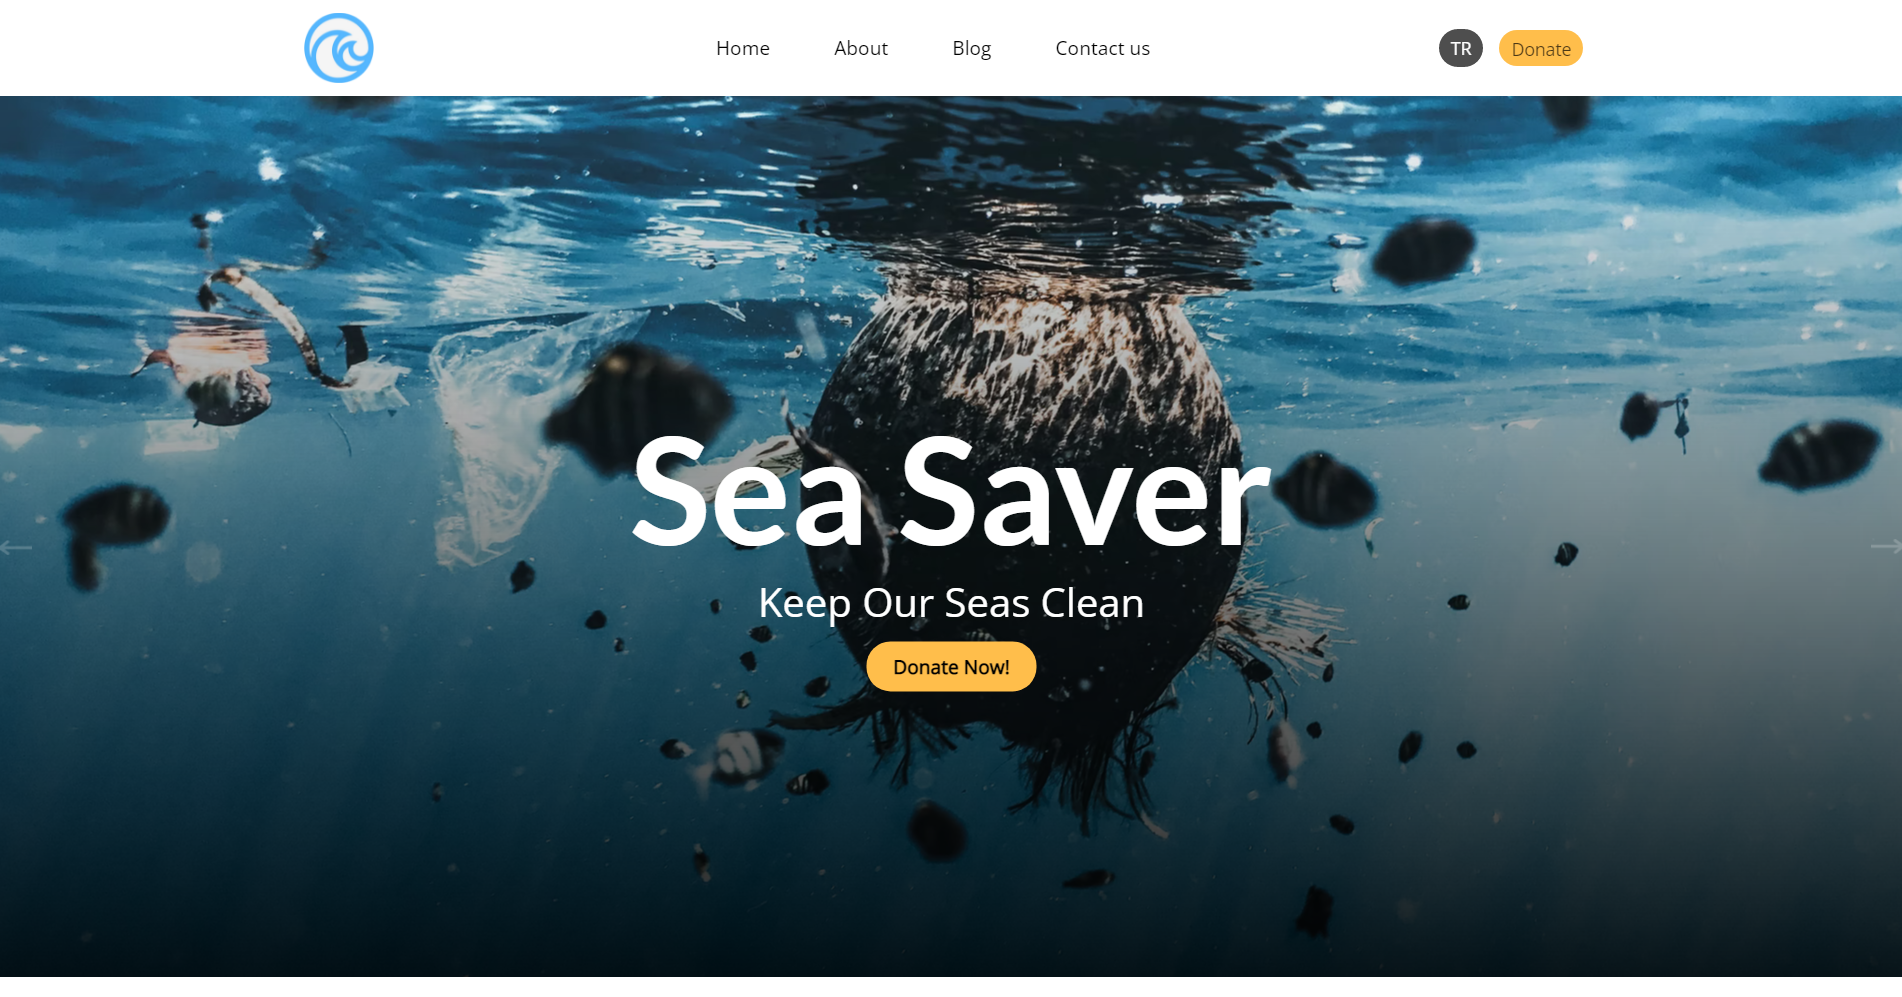 Home
About
Blog
Contact us
TR
Donate
Sea Saver
Keep Our Seas Clean
Donate Now!